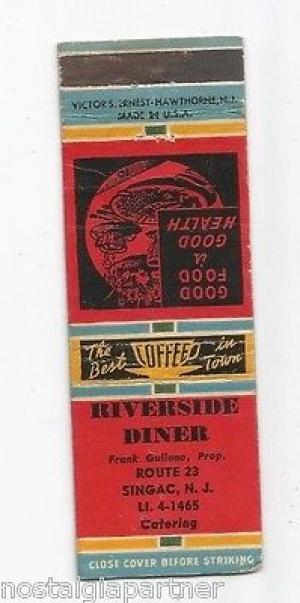 VICTOR S. ERNEST-HAWTHORNE, N.J.
MADE IN U.S.A.
GOOD
FOOD
is
GOOD
HEALTH
The Best COFFEE in Town
RIVERSIDE
DINER
Frank Gullone, Prop.
ROUTE 23
SINGAC, N. J.
LI. 4-1465
Catering
CLOSE COVER BEFORE STRIKING
nostalgiapartner